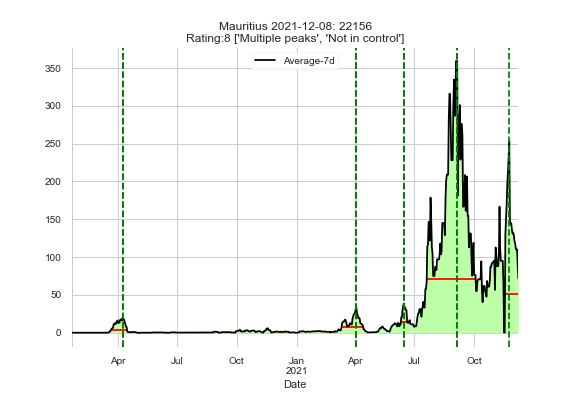 Mauritius 2021-12-08: 22156
Rating:8 ['Multiple peaks', 'Not in control']
Average-7d
350
300
250
200
150
100
50
0
Apr Jul Oct Jan Apr Jul Oct
2021
Date